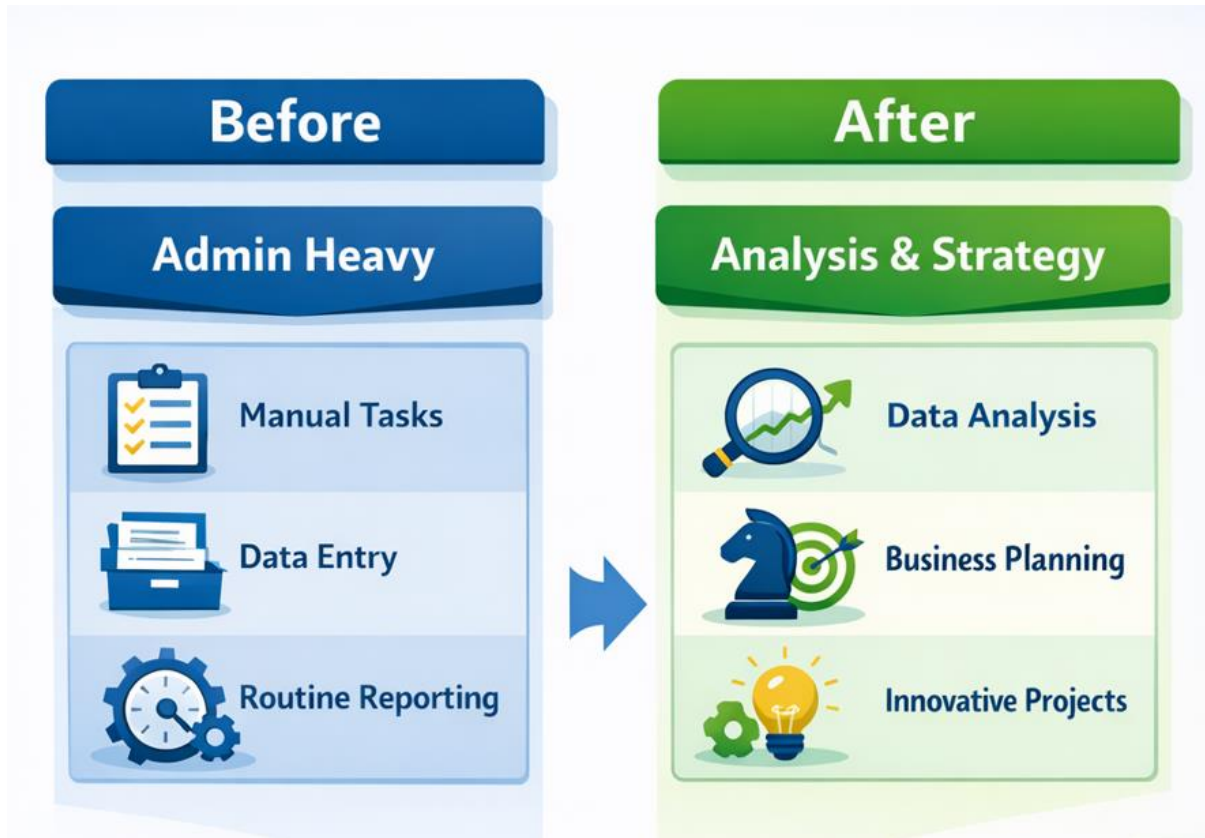 Before
Admin Heavy
Manual Tasks
Data Entry
Routine Reporting
After
Analysis & Strategy
Data Analysis
Business Planning
Innovative Projects